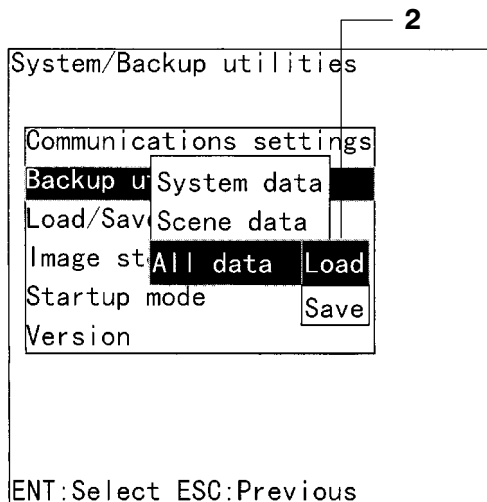 2
System/Backup utilities
Communications settings
Backup u
System data
Load/Sav
Scene data
Image st
All data
Load
Startup mode
Save
Version
ENT:Select ESC:Previous